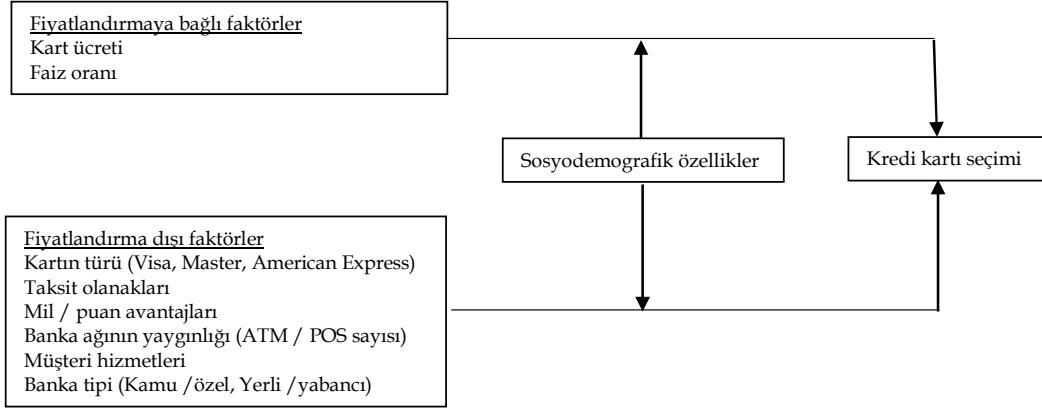 Fiyatlandırmaya bağlı faktörler
Kart ücreti
Faiz oranı
Sosyodemografik özellikler
Kredi kartı seçimi
Fiyatlandırma dışı faktörler
Kartın türü (Visa, Master, American Express)
Taksit olanakları
Mil / puan avantajları
Banka ağının yaygınlığı (ATM / POS sayısı)
Müşteri hizmetleri
Banka tipi (Kamu /özel, Yerli /yabancı)